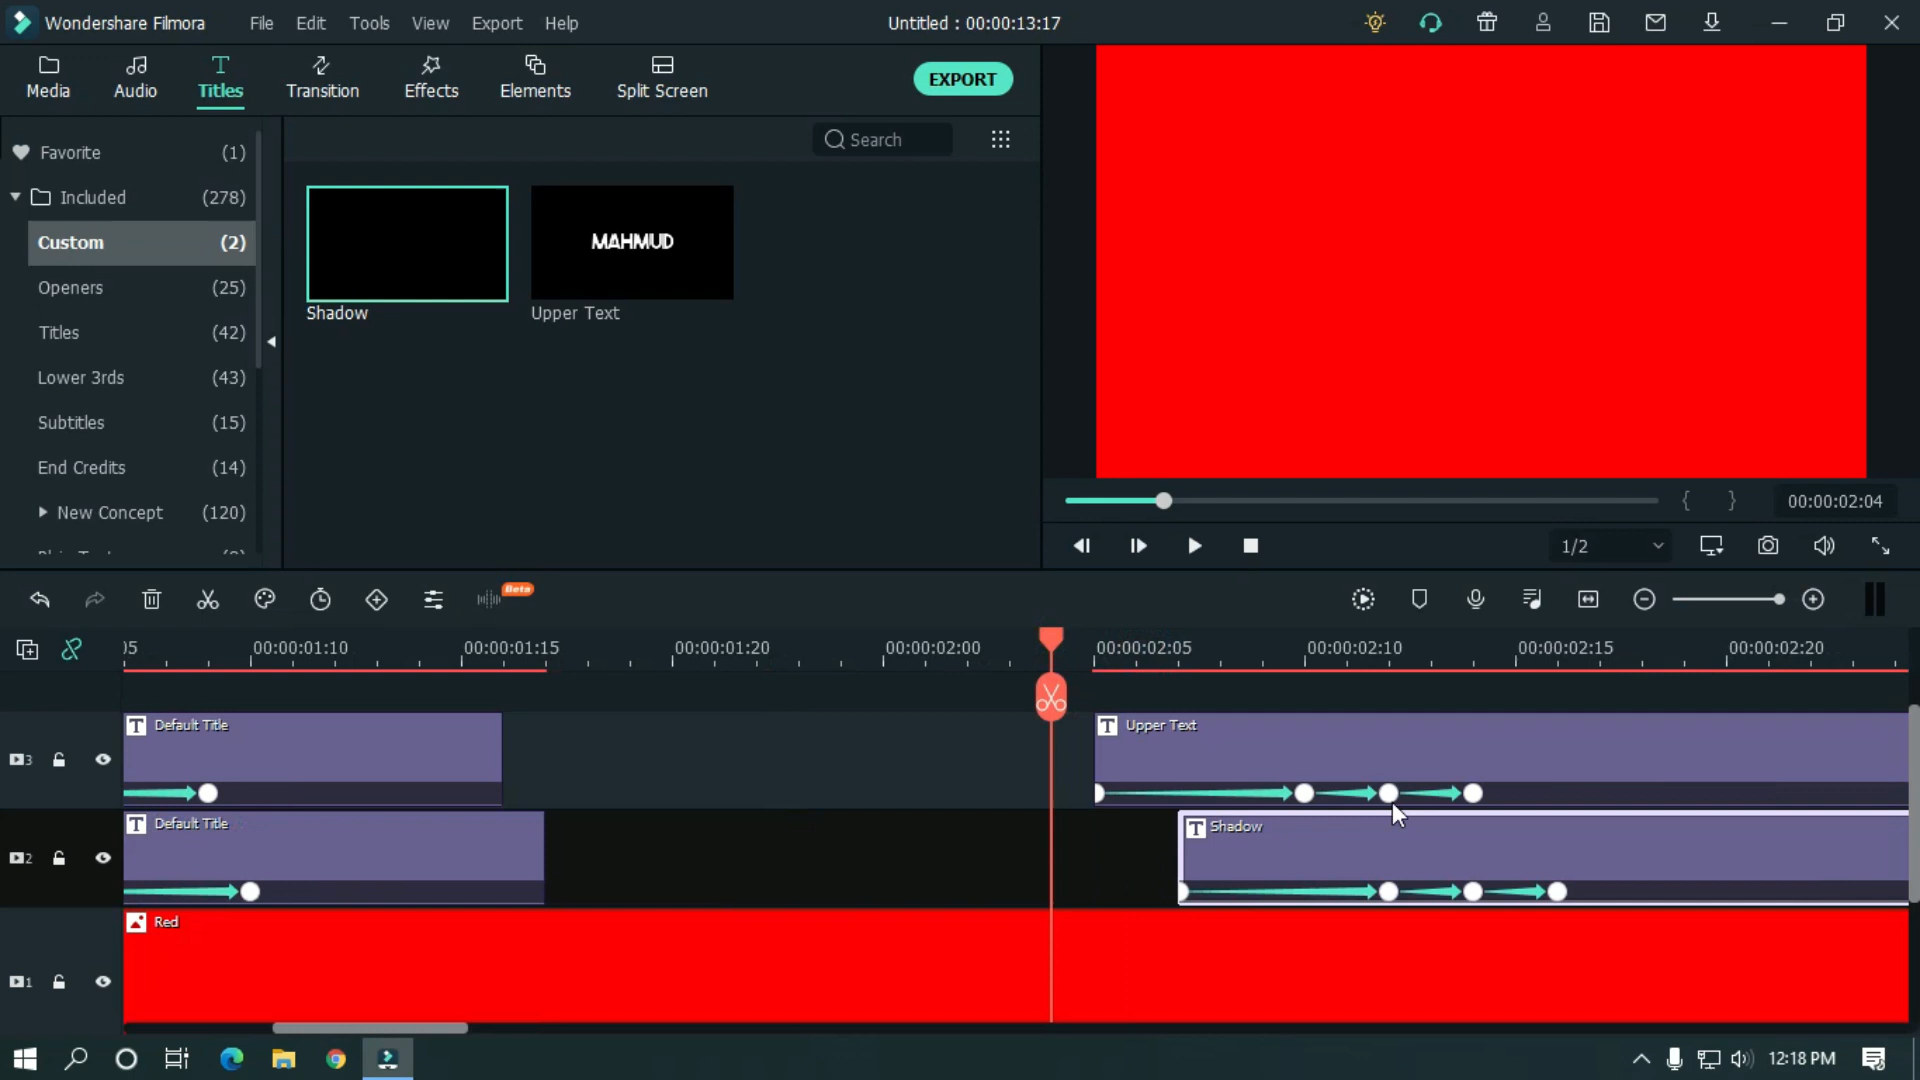 Wondershare Filmora
File Edit Tools View Export Help
Untitled : 00:00:13:17
Media Audio Titles Transition Effects Elements Split Screen
EXPORT
Favorite (1)
Included (278)
Custom (2)
Openers (25)
Titles (42)
Lower 3rds (43)
Subtitles (15)
End Credits (14)
New Concept (120)
Search
MAHMUD
Shadow
Upper Text
00:00:02:04
1/2
Beta
05 00:00:01:10 00:00:01:15 00:00:01:20 00:00:02:00 00:00:02:05 00:00:02:10 00:00:02:15 00:00:02:20
3
T Default Title
T Upper Text
2
T Default Title
T Shadow
1
Red
12:18 PM